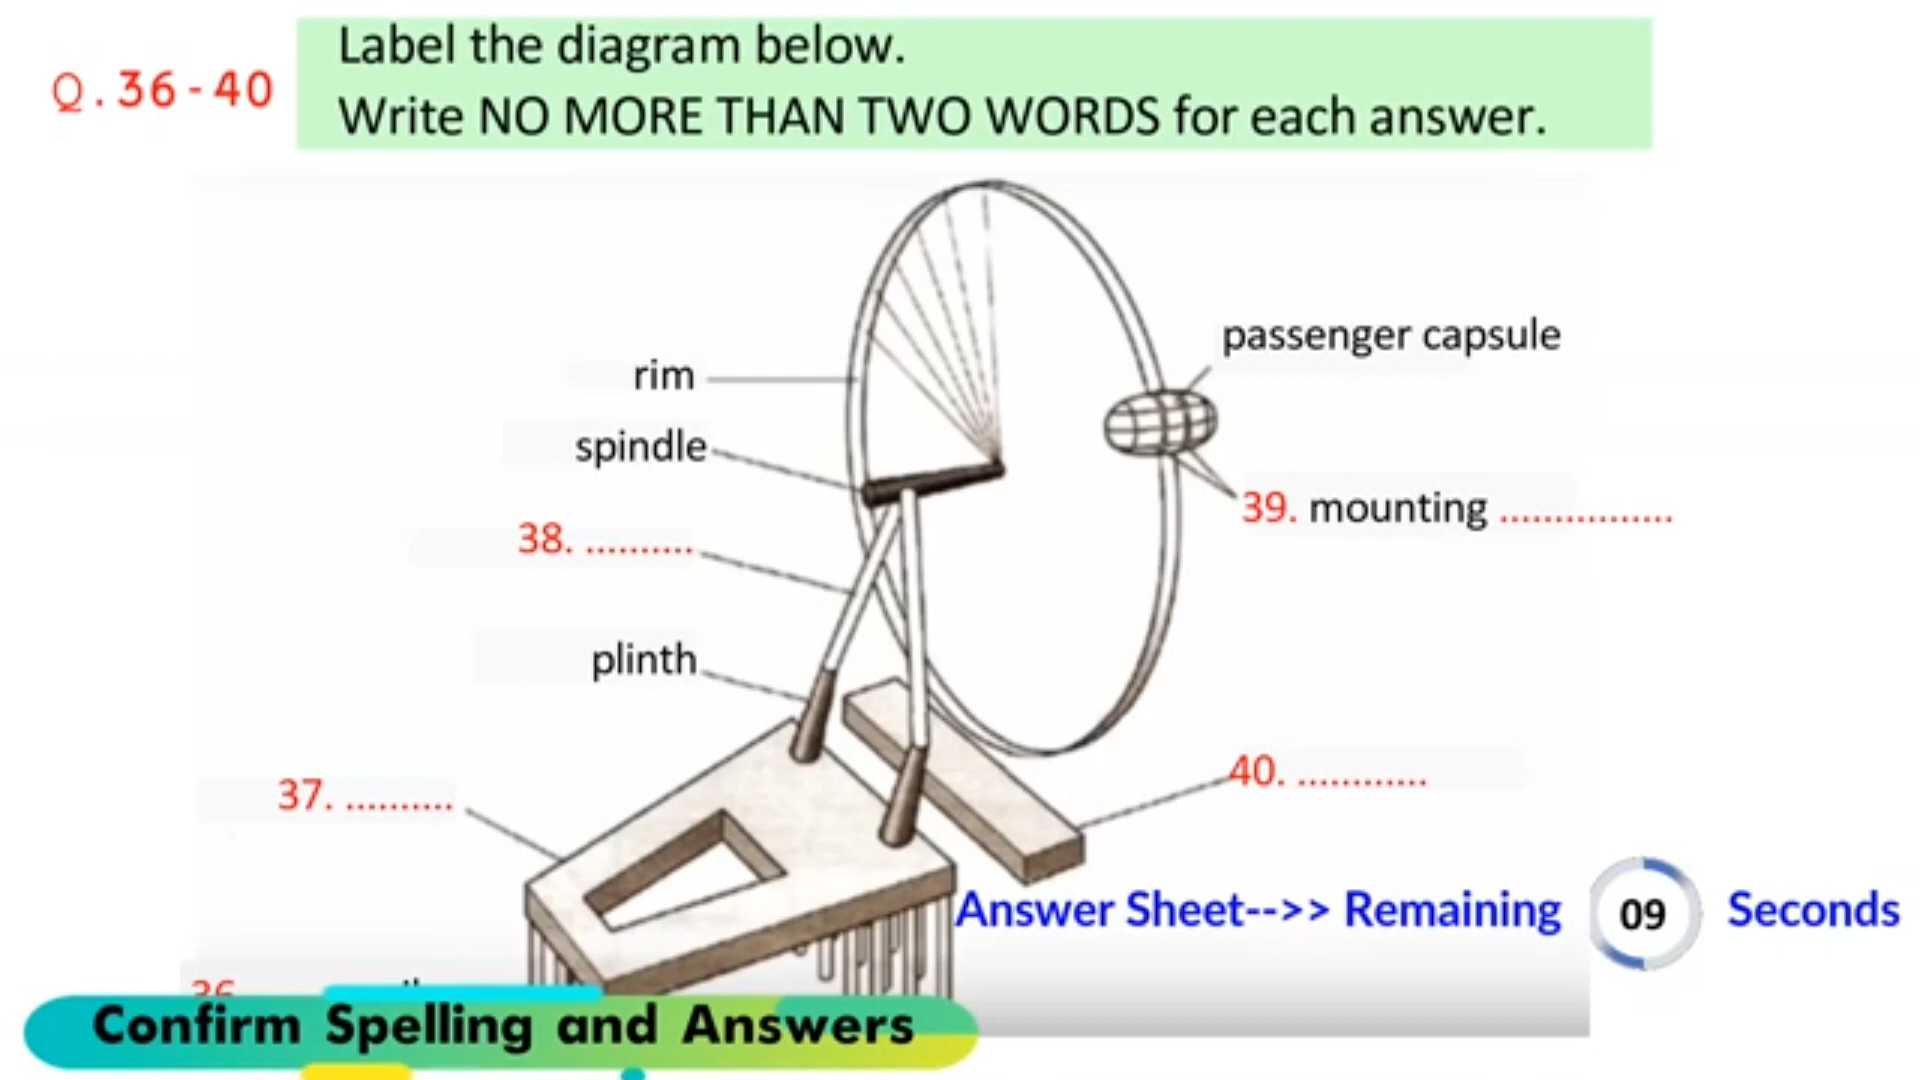 Q.36-40
Label the diagram below.
Write NO MORE THAN TWO WORDS for each answer.
passenger capsule
rim
spindle
39. mounting ................
38. ..........
plinth
40. ............
37. ..........
Answer Sheet-->> Remaining 09 Seconds
36
Confirm Spelling and Answers